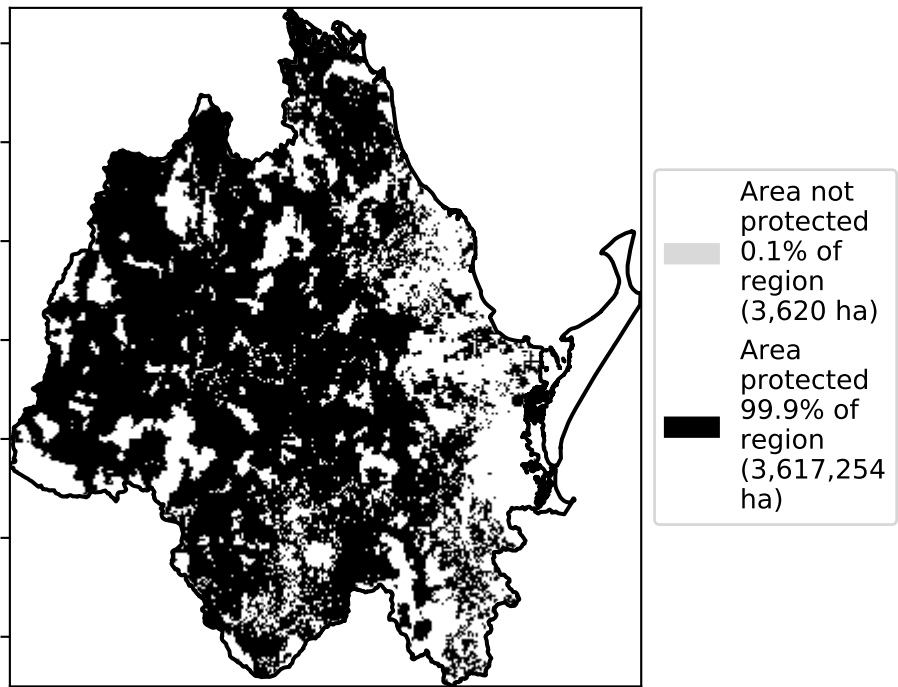 Area not
protected
0.1% of
region
(3,620 ha)
Area
protected
99.9% of
region
(3,617,254
ha)